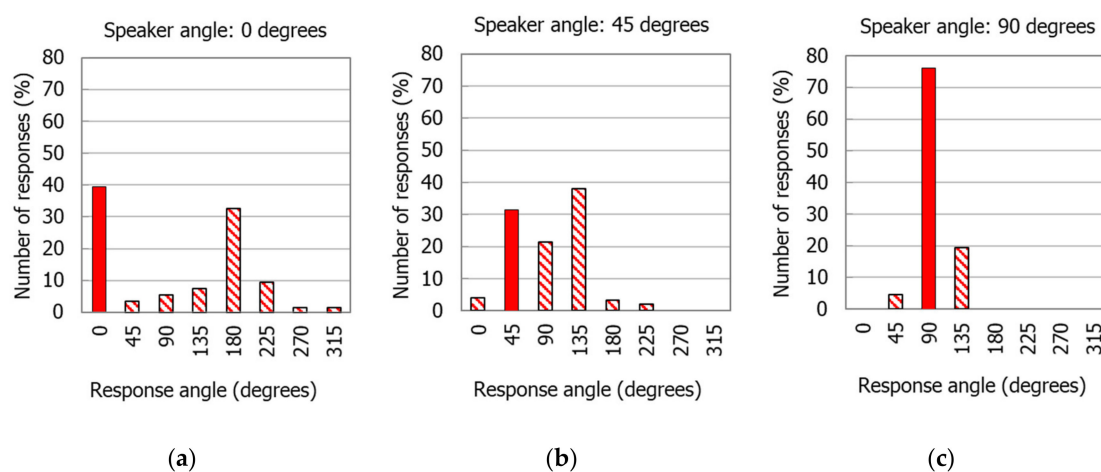 Speaker angle: 0 degrees
Number of responses (%)
80
70
60
50
40
30
20
10
0
0 45 90 135 180 225 270 315
Response angle (degrees)
(a)
Speaker angle: 45 degrees
Number of responses (%)
80
70
60
50
40
30
20
10
0
0 45 90 135 180 225 270 315
Response angle (degrees)
(b)
Speaker angle: 90 degrees
Number of responses (%)
80
70
60
50
40
30
20
10
0
0 45 90 135 180 225 270 315
Response angle (degrees)
(c)